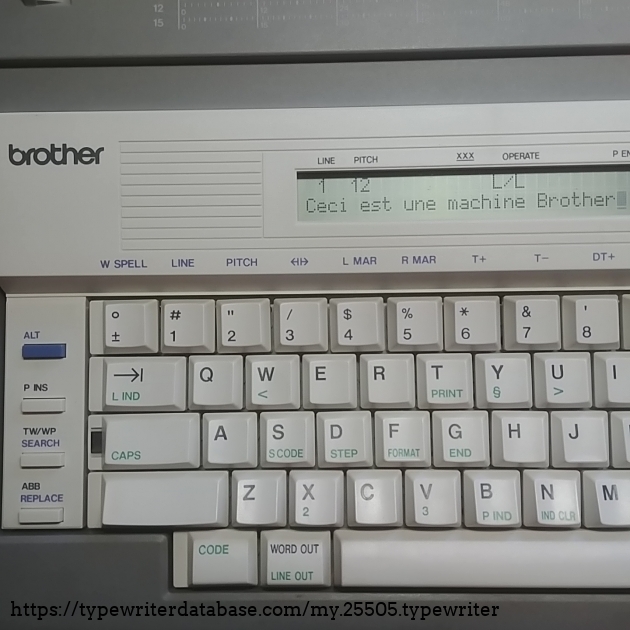 12
15
brother
LINE PITCH XXX OPERATE P EN
1 12 L/L
Ceci est une machine Brother
W SPELL LINE PITCH L MAR R MAR T+ T- DT+
ALT
° # " / $ % * & '
± 1 2 3 4 5 6 7 8
P INS
→| Q W E R T Y U I
L IND < PRINT § >
TW/WP
SEARCH
A S D F G H J
CAPS S CODE STEP FORMAT END
ABB
REPLACE
Z X C V B N M
2 3 P IND IND CLR
CODE WORD OUT
LINE OUT
https://typewriterdatabase.com/my.25505.typewriter